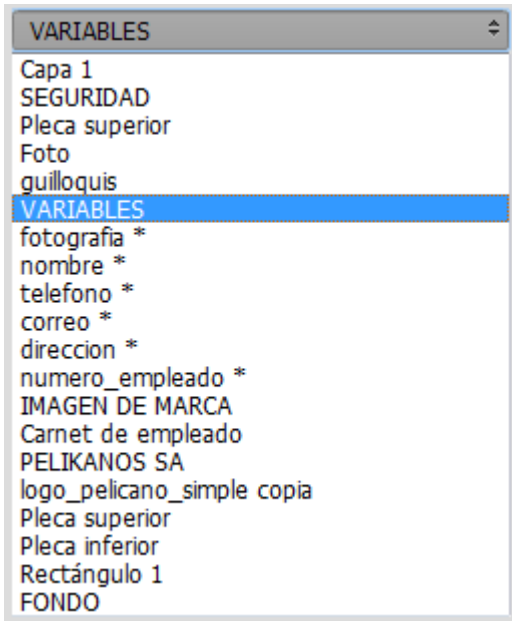 VARIABLES
Capa 1
SEGURIDAD
Pleca superior
Foto
guilloquis
VARIABLES
fotografia *
nombre *
telefono *
correo *
direccion *
numero_empleado *
IMAGEN DE MARCA
Carnet de empleado
PELIKANOS SA
logo_pelicano_simple copia
Pleca superior
Pleca inferior
Rectángulo 1
FONDO